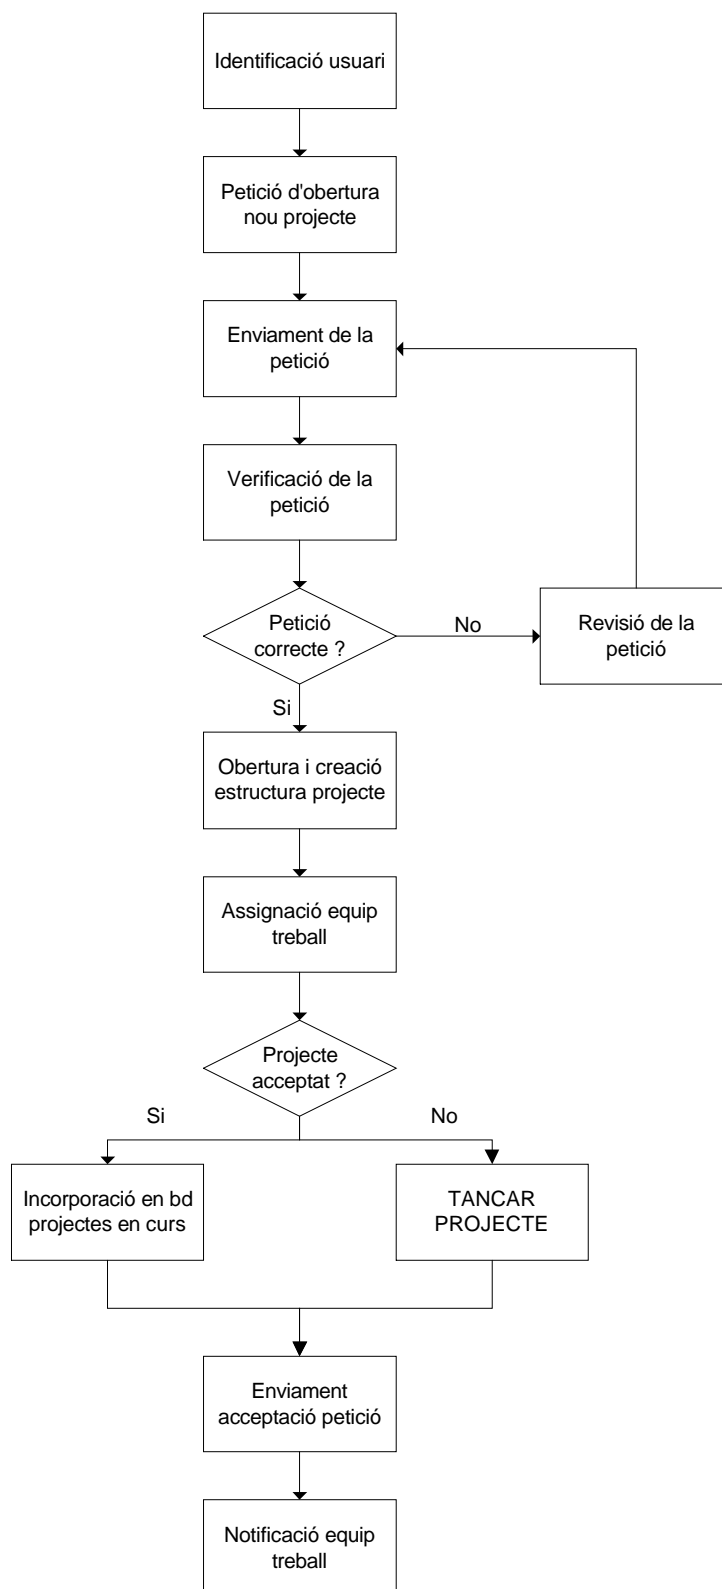 Identificació usuari
Petició d'obertura
nou projecte
Enviament de la
petició
Verificació de la
petició
Petició
correcte ?
No
Revisió de la
petició
Si
Obertura i creació
estructura projecte
Assignació equip
treball
Projecte
acceptat ?
Si
No
Incorporació en bd
projectes en curs
TANCAR
PROJECTE
Enviament
acceptació petició
Notificació equip
treball